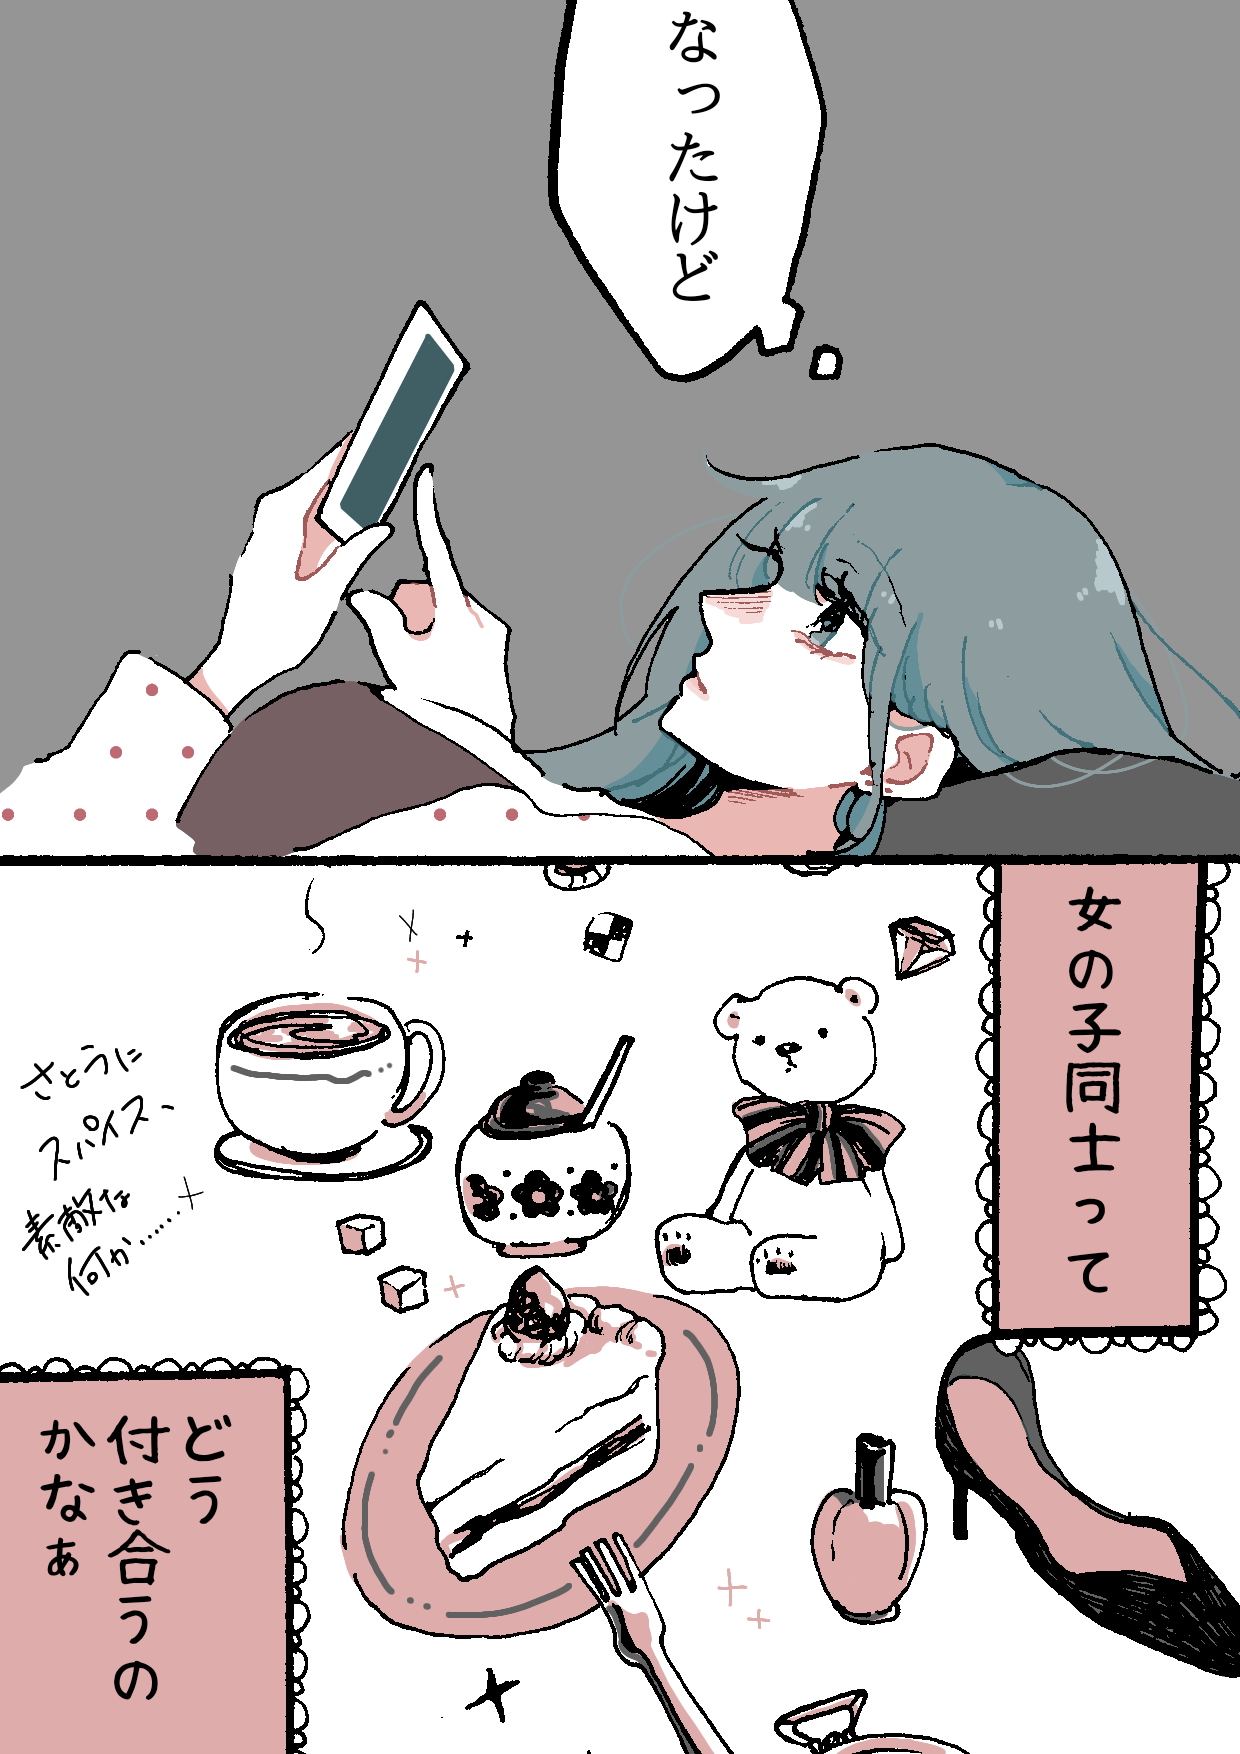 なったけど
女の子同士って
さとうに
スパイス、
素敵な
何か……
どう
付き合うの
かなぁ